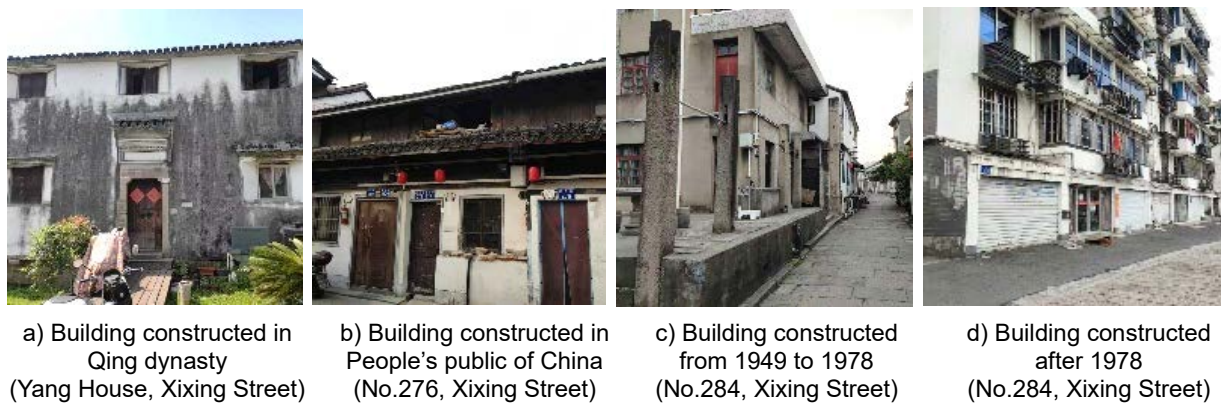 a) Building constructed in
Qing dynasty
(Yang House, Xixing Street)
b) Building constructed in
People’s public of China
(No.276, Xixing Street)
c) Building constructed
from 1949 to 1978
(No.284, Xixing Street)
d) Building constructed
after 1978
(No.284, Xixing Street)